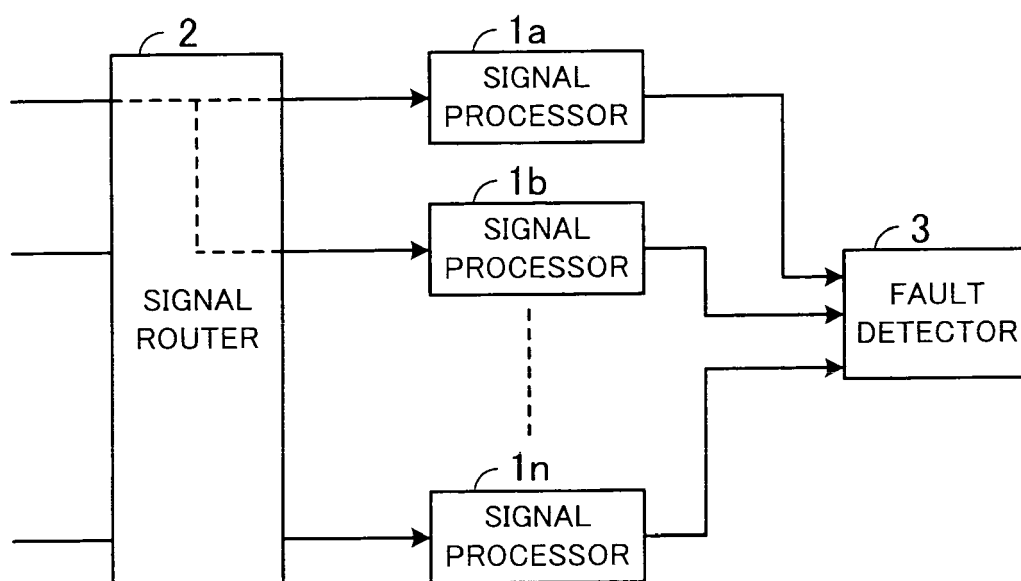 2
1a
SIGNAL
PROCESSOR
1b
SIGNAL
PROCESSOR
3
SIGNAL
ROUTER
FAULT
DETECTOR
1n
SIGNAL
PROCESSOR